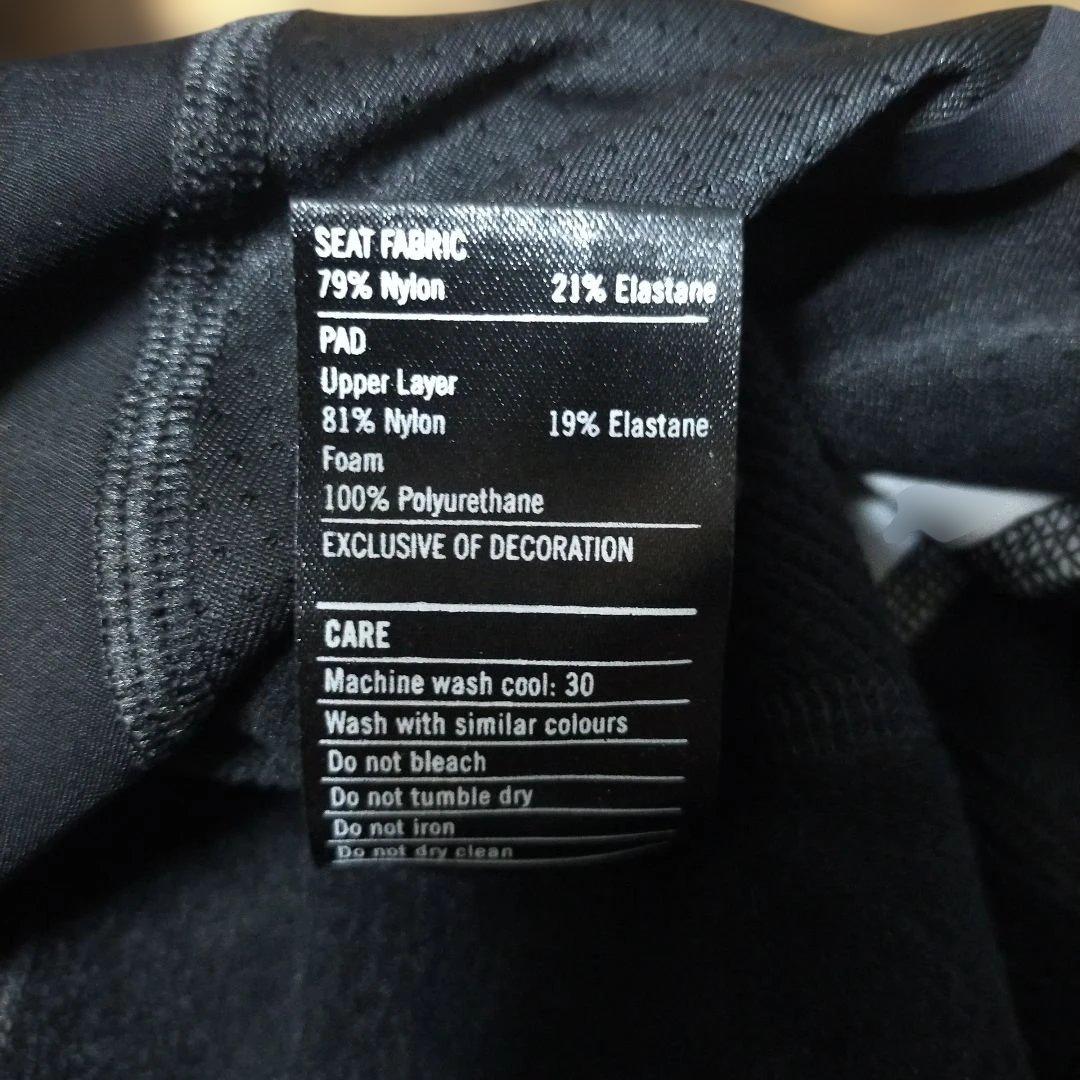 SEAT FABRIC
79% Nylon 21% Elastane
PAD
Upper Layer
81% Nylon 19% Elastane
Foam
100% Polyurethane
EXCLUSIVE OF DECORATION
CARE
Machine wash cool: 30
Wash with similar colours
Do not bleach
Do not tumble dry
Do not iron
Do not dry clean